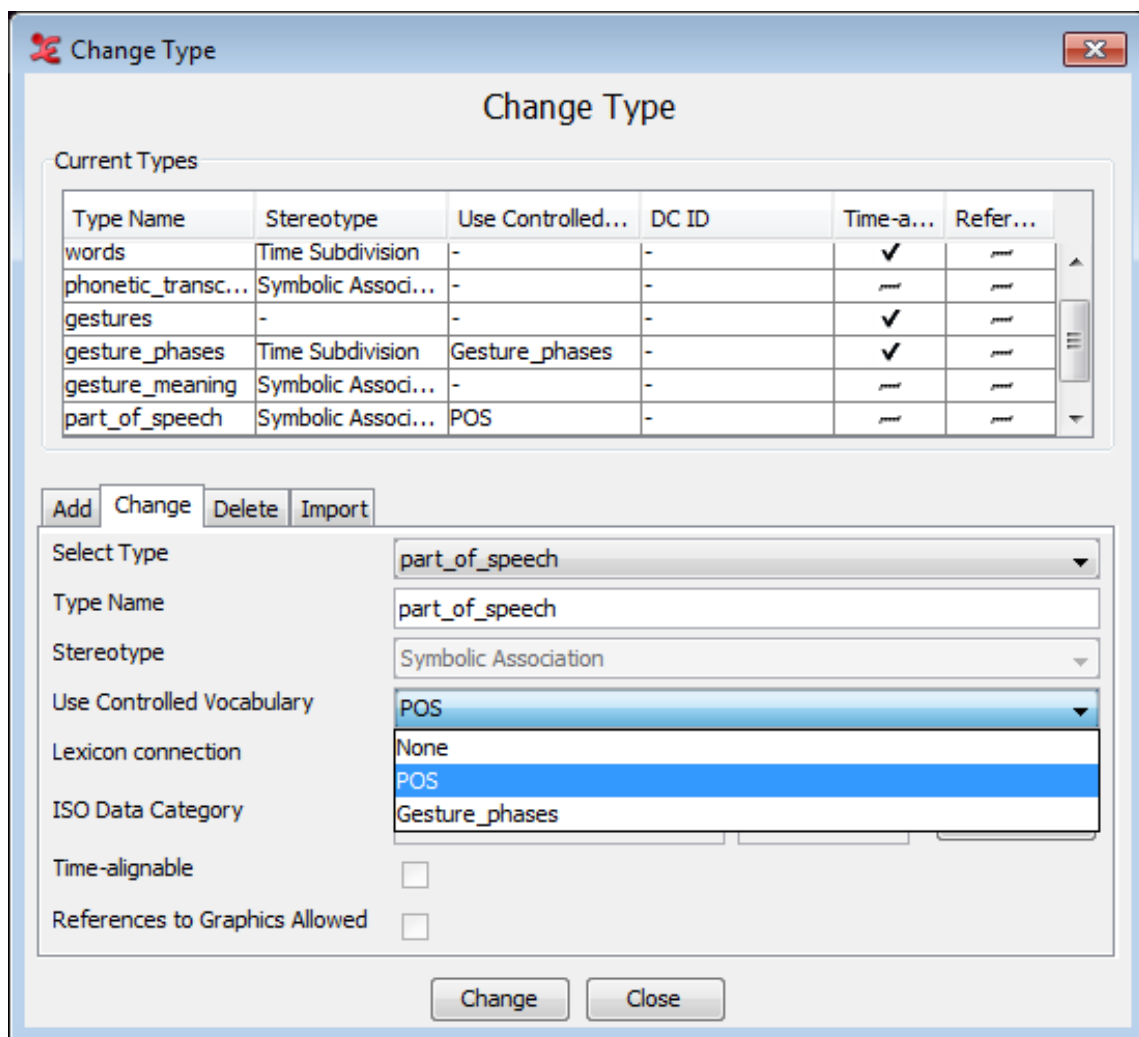 Change Type
Change Type
Current Types
Type Name Stereotype Use Controlled... DC ID Time-a... Refer...
words Time Subdivision - -
phonetic_transc... Symbolic Associ... - -
gestures - - -
gesture_phases Time Subdivision Gesture_phases -
gesture_meaning Symbolic Associ... - -
part_of_speech Symbolic Associ... POS -
Add Change Delete Import
Select Type part_of_speech
Type Name part_of_speech
Stereotype Symbolic Association
Use Controlled Vocabulary POS
None
Lexicon connection
POS
ISO Data Category Gesture_phases
Time-alignable
References to Graphics Allowed
Change Close